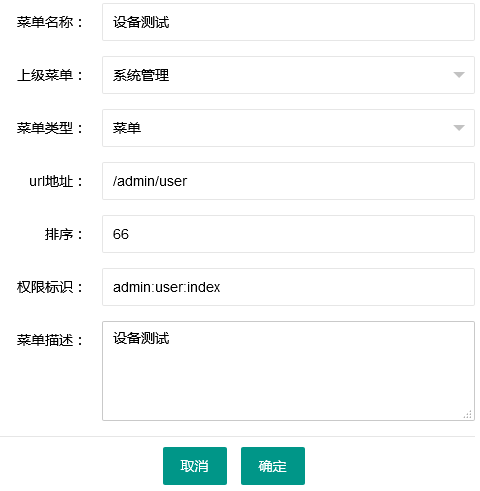 菜单名称： 设备测试
上级菜单： 系统管理
菜单类型： 菜单
url地址： /admin/user
排序： 66
权限标识： admin:user:index
菜单描述： 设备测试
取消 确定